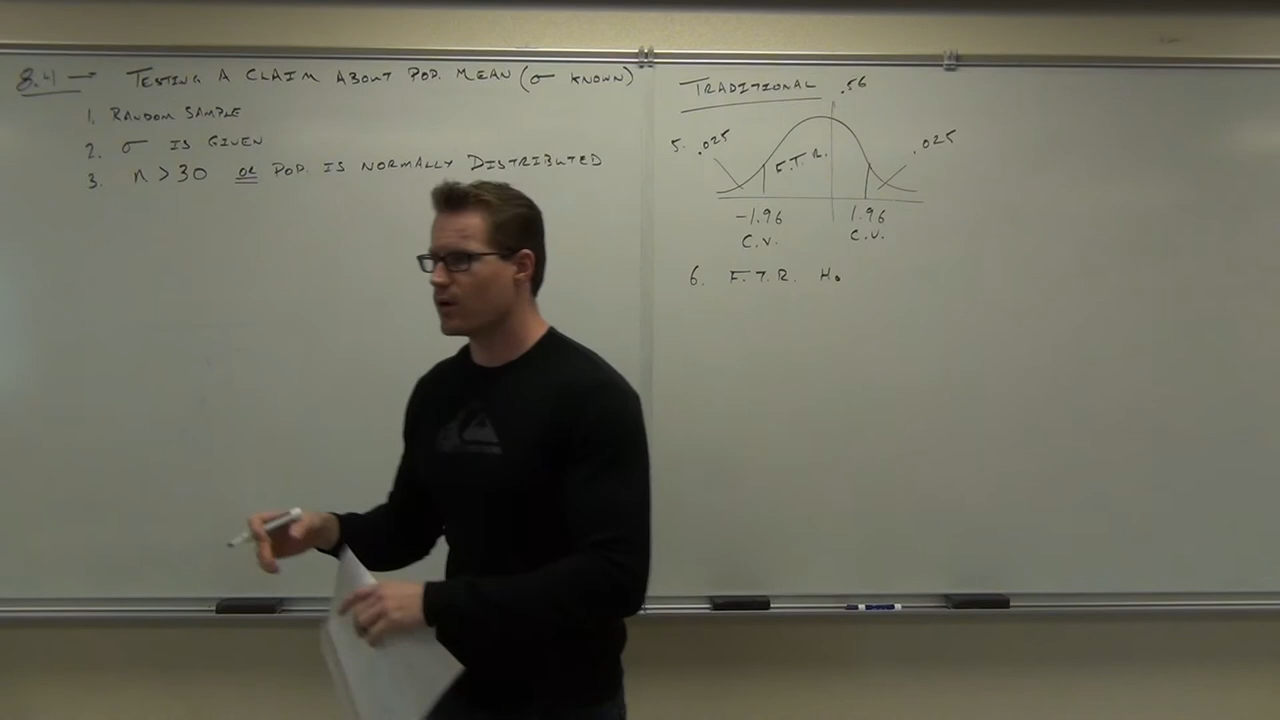 8.4 → TESTING A CLAIM ABOUT POP. MEAN (σ KNOWN)
1. RANDOM SAMPLE
2. σ IS GIVEN
3. n > 30 OR POP. IS NORMALLY DISTRIBUTED
TRADITIONAL
.56
5. .025
F.T.R.
.025
-1.96
1.96
C.V.
C.V.
6. F.T.R. H₀